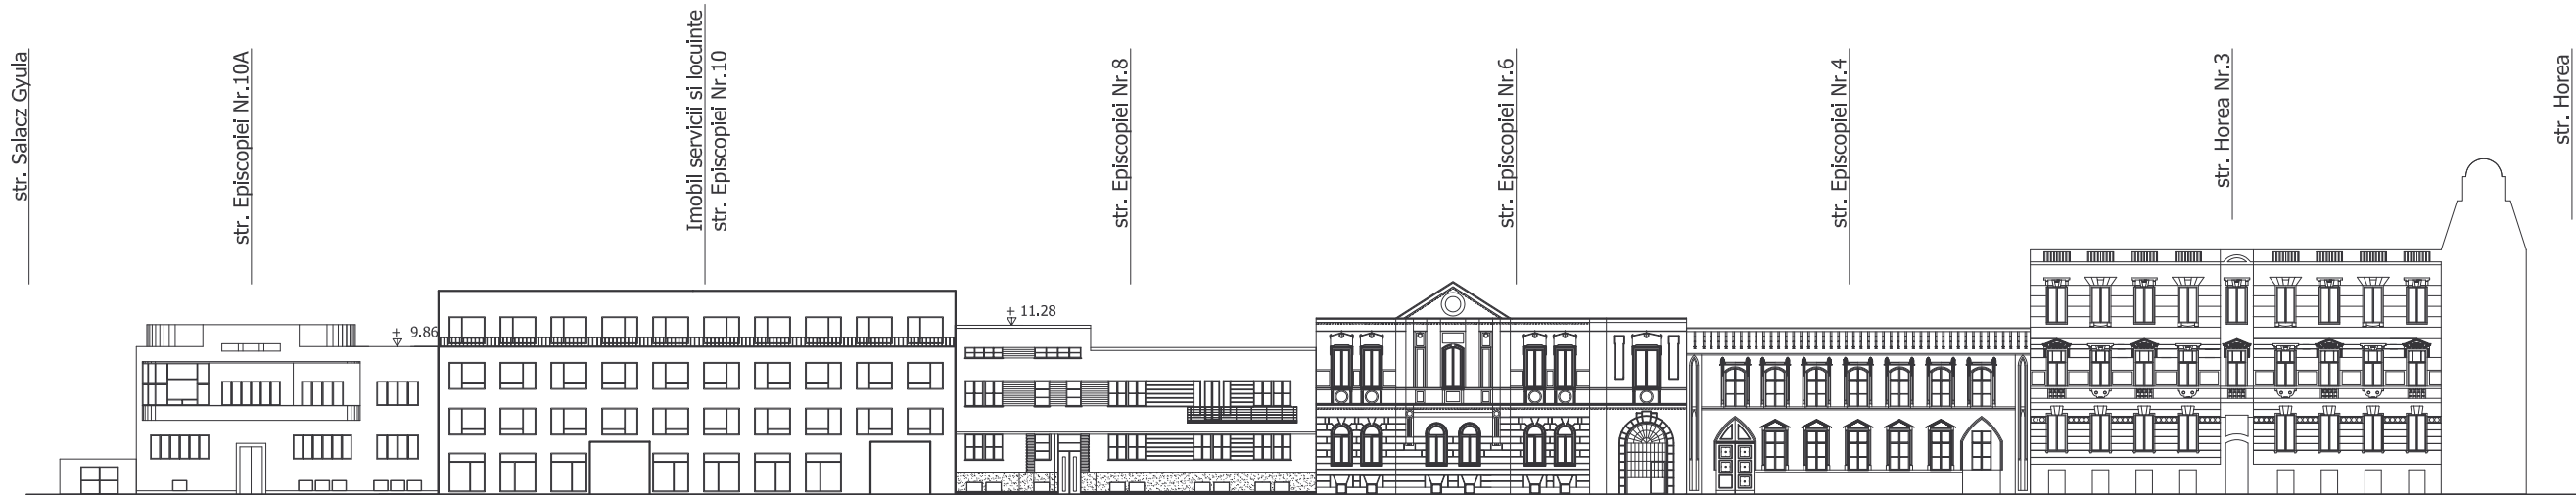 str. Salacz Gyula
str. Episcopiei Nr.10A
Imobil servicii si locuinte
str. Episcopiei Nr.10
str. Episcopiei Nr.8
str. Episcopiei Nr.6
str. Episcopiei Nr.4
str. Horea Nr.3
str. Horea
+ 9.86
+ 11.28